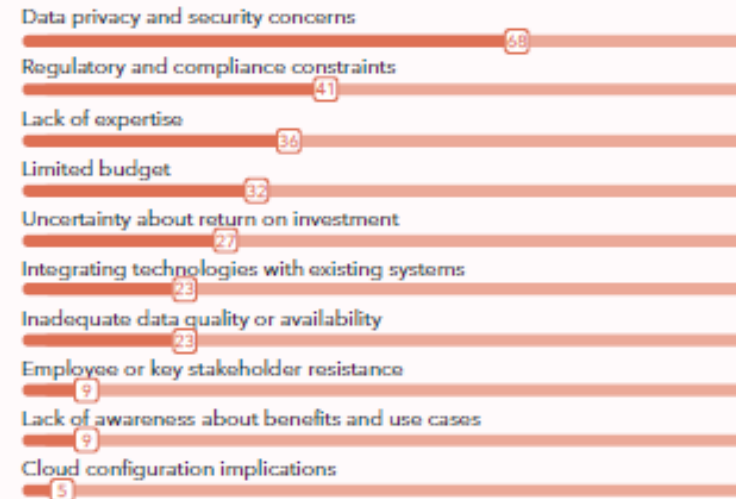 Data privacy and security concerns
68
Regulatory and compliance constraints
41
Lack of expertise
36
Limited budget
32
Uncertainty about return on investment
27
Integrating technologies with existing systems
23
Inadequate data quality or availability
23
Employee or key stakeholder resistance
9
Lack of awareness about benefits and use cases
9
Cloud configuration implications
5